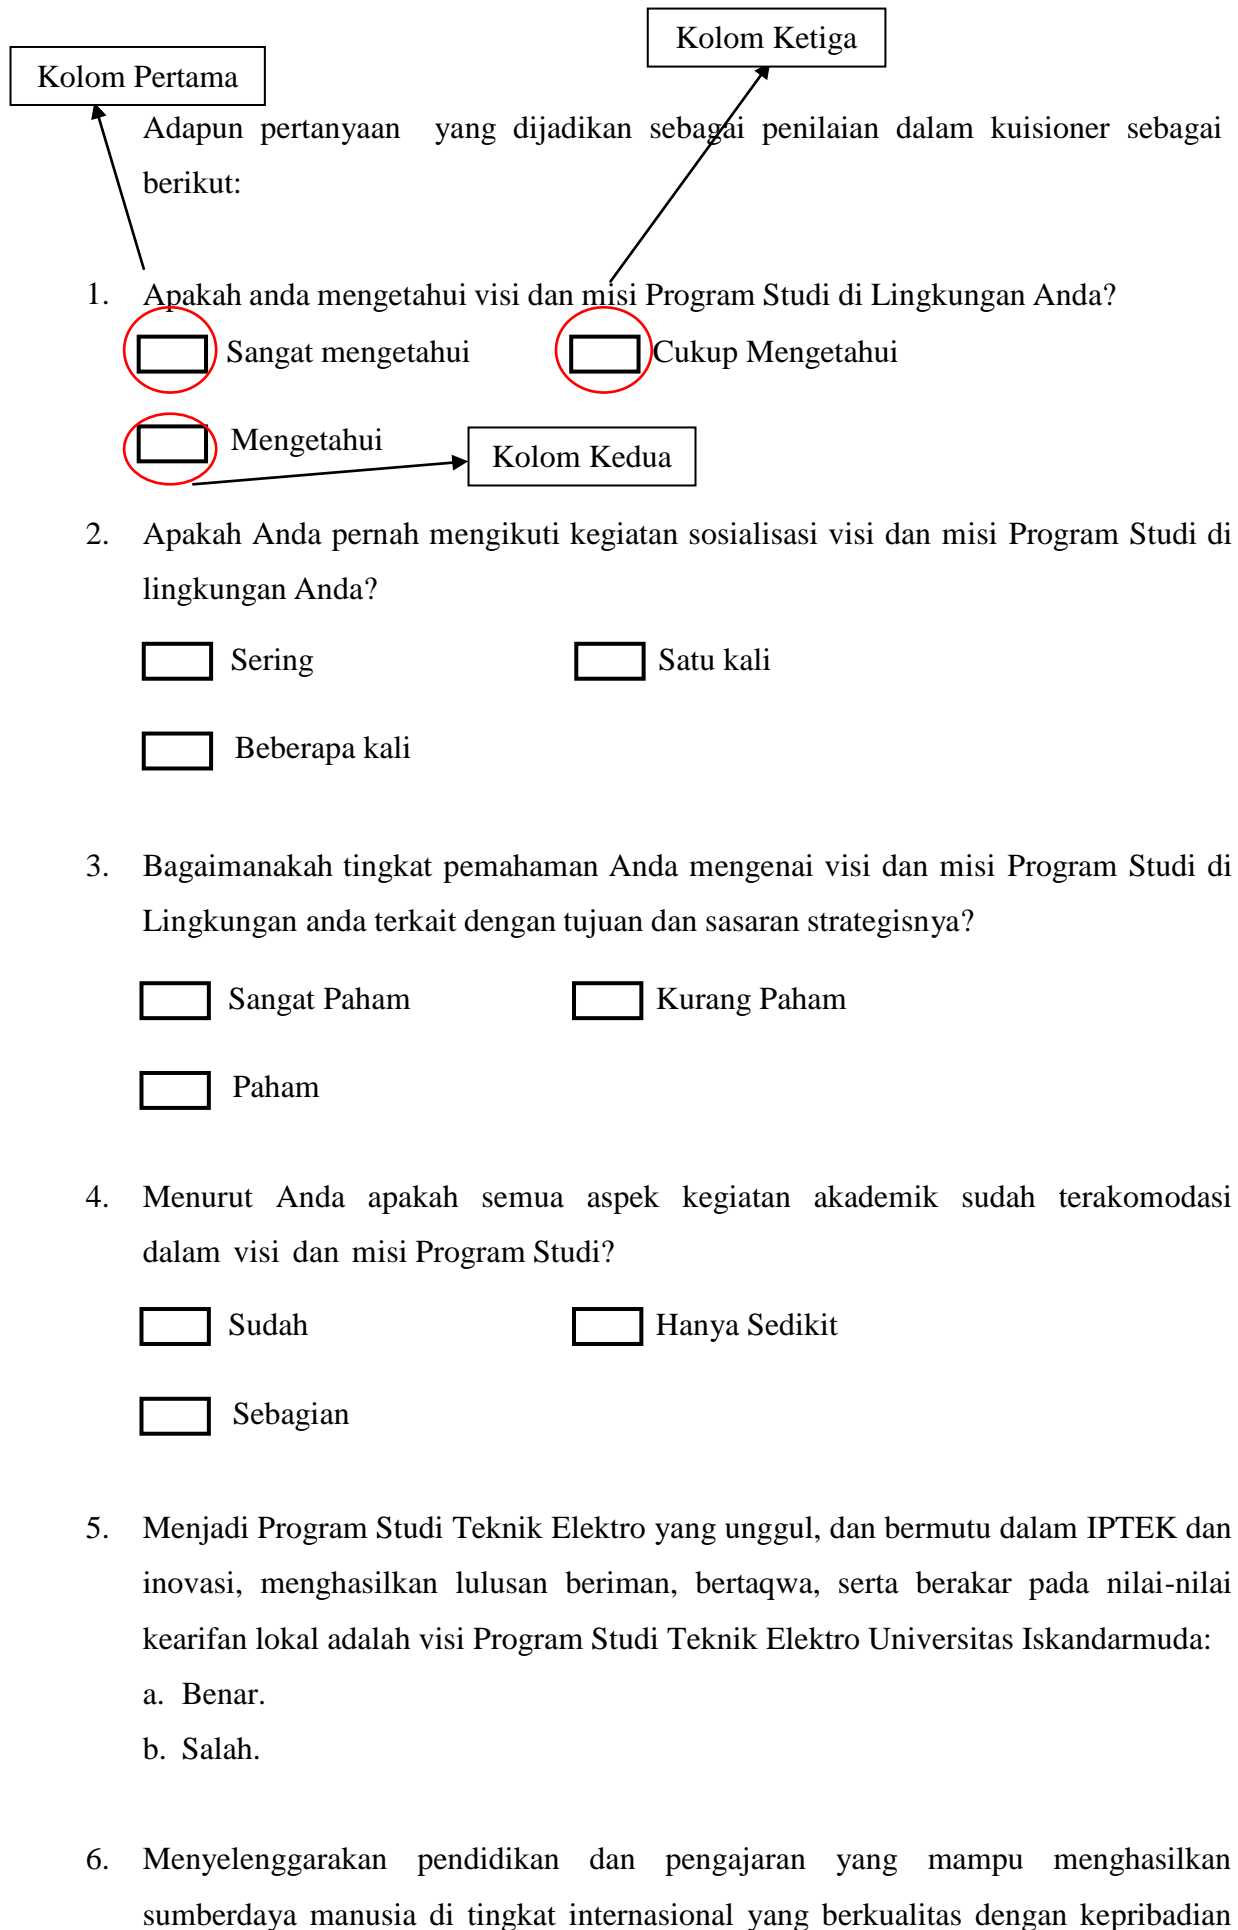 Kolom Ketiga
Kolom Pertama
Adapun pertanyaan yang dijadikan sebagai penilaian dalam kuisioner sebagai
berikut:
1. Apakah anda mengetahui visi dan misi Program Studi di Lingkungan Anda?
Sangat mengetahui Cukup Mengetahui
Mengetahui
Kolom Kedua
2. Apakah Anda pernah mengikuti kegiatan sosialisasi visi dan misi Program Studi di
lingkungan Anda?
Sering Satu kali
Beberapa kali
3. Bagaimanakah tingkat pemahaman Anda mengenai visi dan misi Program Studi di
Lingkungan anda terkait dengan tujuan dan sasaran strategisnya?
Sangat Paham Kurang Paham
Paham
4. Menurut Anda apakah semua aspek kegiatan akademik sudah terakomodasi
dalam visi dan misi Program Studi?
Sudah Hanya Sedikit
Sebagian
5. Menjadi Program Studi Teknik Elektro yang unggul, dan bermutu dalam IPTEK dan
inovasi, menghasilkan lulusan beriman, bertaqwa, serta berakar pada nilai-nilai
kearifan lokal adalah visi Program Studi Teknik Elektro Universitas Iskandarmuda:
a. Benar.
b. Salah.
6. Menyelenggarakan pendidikan dan pengajaran yang mampu menghasilkan
sumberdaya manusia di tingkat internasional yang berkualitas dengan kepribadian